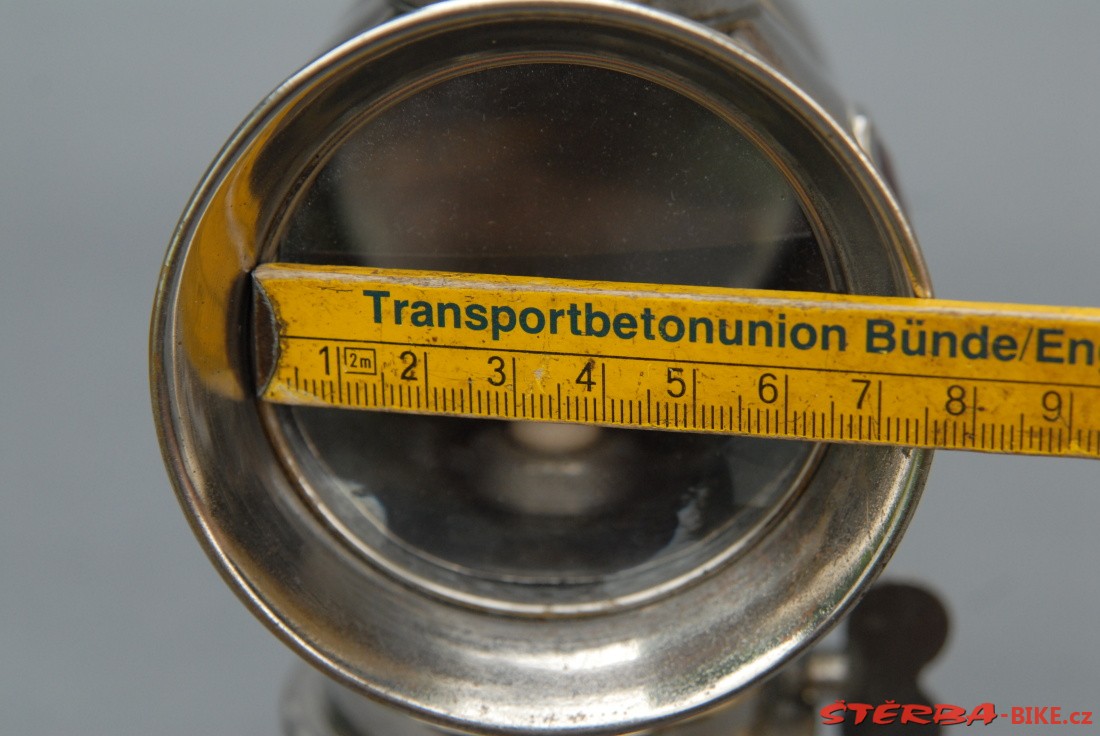 Transportbetonunion Bünde/En
1 2m 2 3 4 5 6 7 8 9
ŠTĚRBA-BIKE.cz